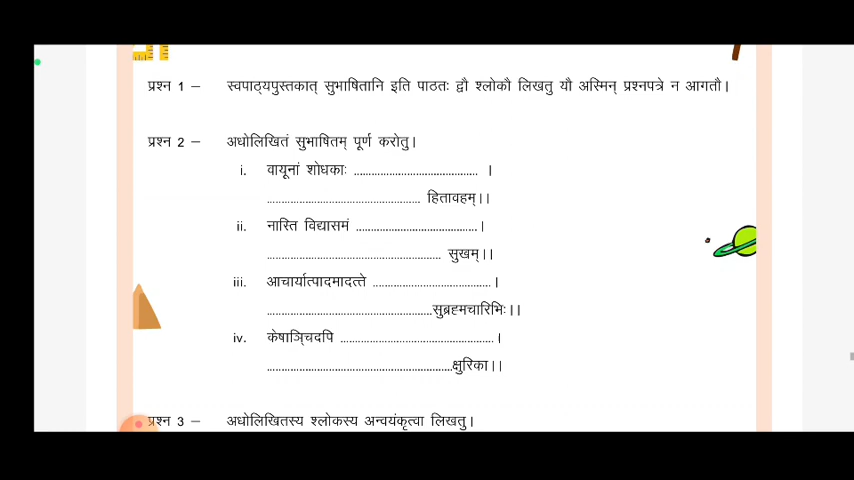 प्रश्न 1 – स्वपाठ्यपुस्तकात् सुभाषितानि इति पाठतः द्वौ श्लोकौ लिखतु यौ अस्मिन् प्रश्नपत्रे न आगतौ।
प्रश्न 2 – अधोलिखितं सुभाषितम् पूर्ण करोतु।
i. वायूनां शोधकाः .......................................... ।
..................................................... हितावहम्।।
ii. नास्ति विद्यासमं ..........................................।
............................................................ सुखम्।।
iii. आचार्यात्पादमादत्ते .........................................।
.........................................................सुब्रह्मचारिभिः।।
iv. केषाञ्चिदपि .....................................................।
................................................................क्षुरिका।।
प्रश्न 3 – अधोलिखितस्य श्लोकस्य अन्वयंकृत्वा लिखतु।